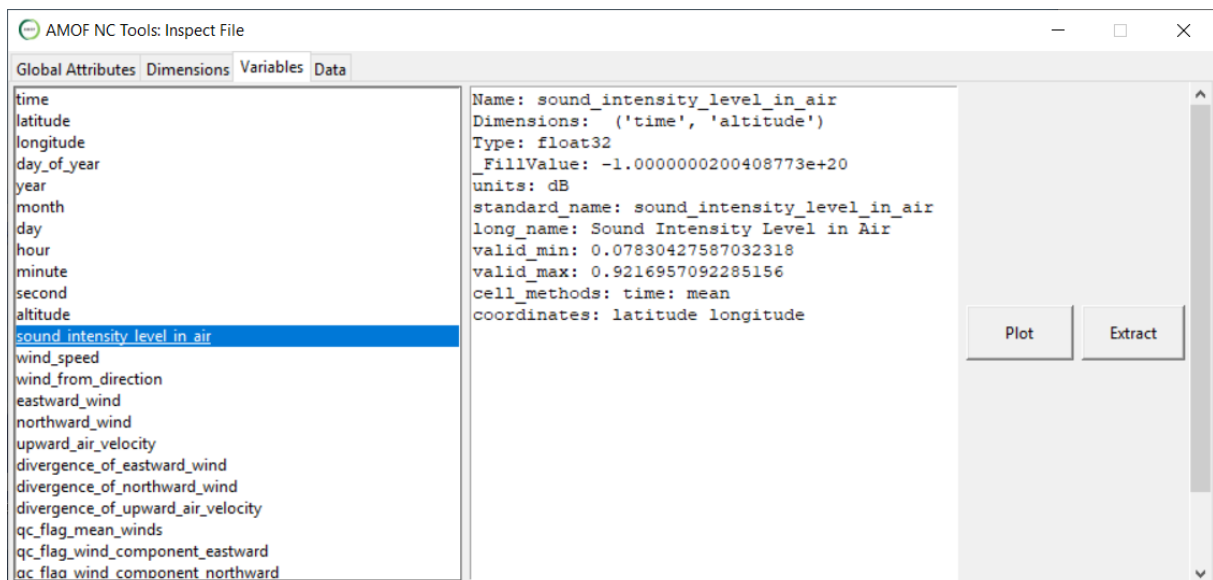 AMOF NC Tools: Inspect File
Global Attributes Dimensions Variables Data
time
latitude
longitude
day_of_year
year
month
day
hour
minute
second
altitude
sound_intensity_level_in_air
wind_speed
wind_from_direction
eastward_wind
northward_wind
upward_air_velocity
divergence_of_eastward_wind
divergence_of_northward_wind
divergence_of_upward_air_velocity
qc_flag_mean_winds
qc_flag_wind_component_eastward
qc_flag_wind_component_northward
Name: sound_intensity_level_in_air
Dimensions:  ('time', 'altitude')
Type: float32
_FillValue: -1.0000000200408773e+20
units: dB
standard_name: sound_intensity_level_in_air
long_name: Sound Intensity Level in Air
valid_min: 0.07830427587032318
valid_max: 0.9216957092285156
cell_methods: time: mean
coordinates: latitude longitude
Plot
Extract